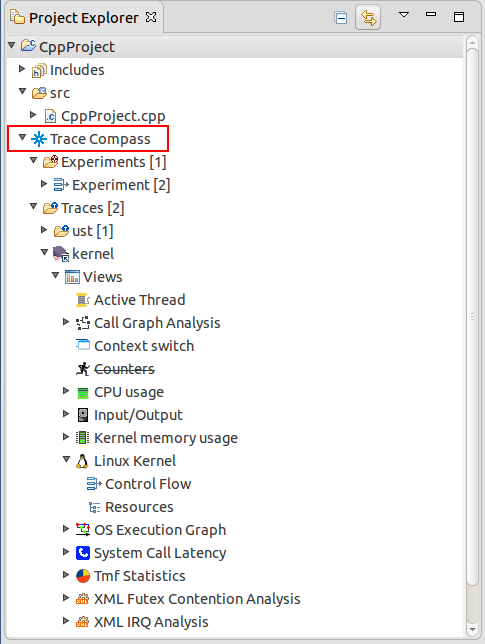 Project Explorer
CppProject
Includes
src
CppProject.cpp
Trace Compass
Experiments [1]
Experiment [2]
Traces [2]
ust [1]
kernel
Views
Active Thread
Call Graph Analysis
Context switch
Counters
CPU usage
Input/Output
Kernel memory usage
Linux Kernel
Control Flow
Resources
OS Execution Graph
System Call Latency
Tmf Statistics
XML Futex Contention Analysis
XML IRQ Analysis